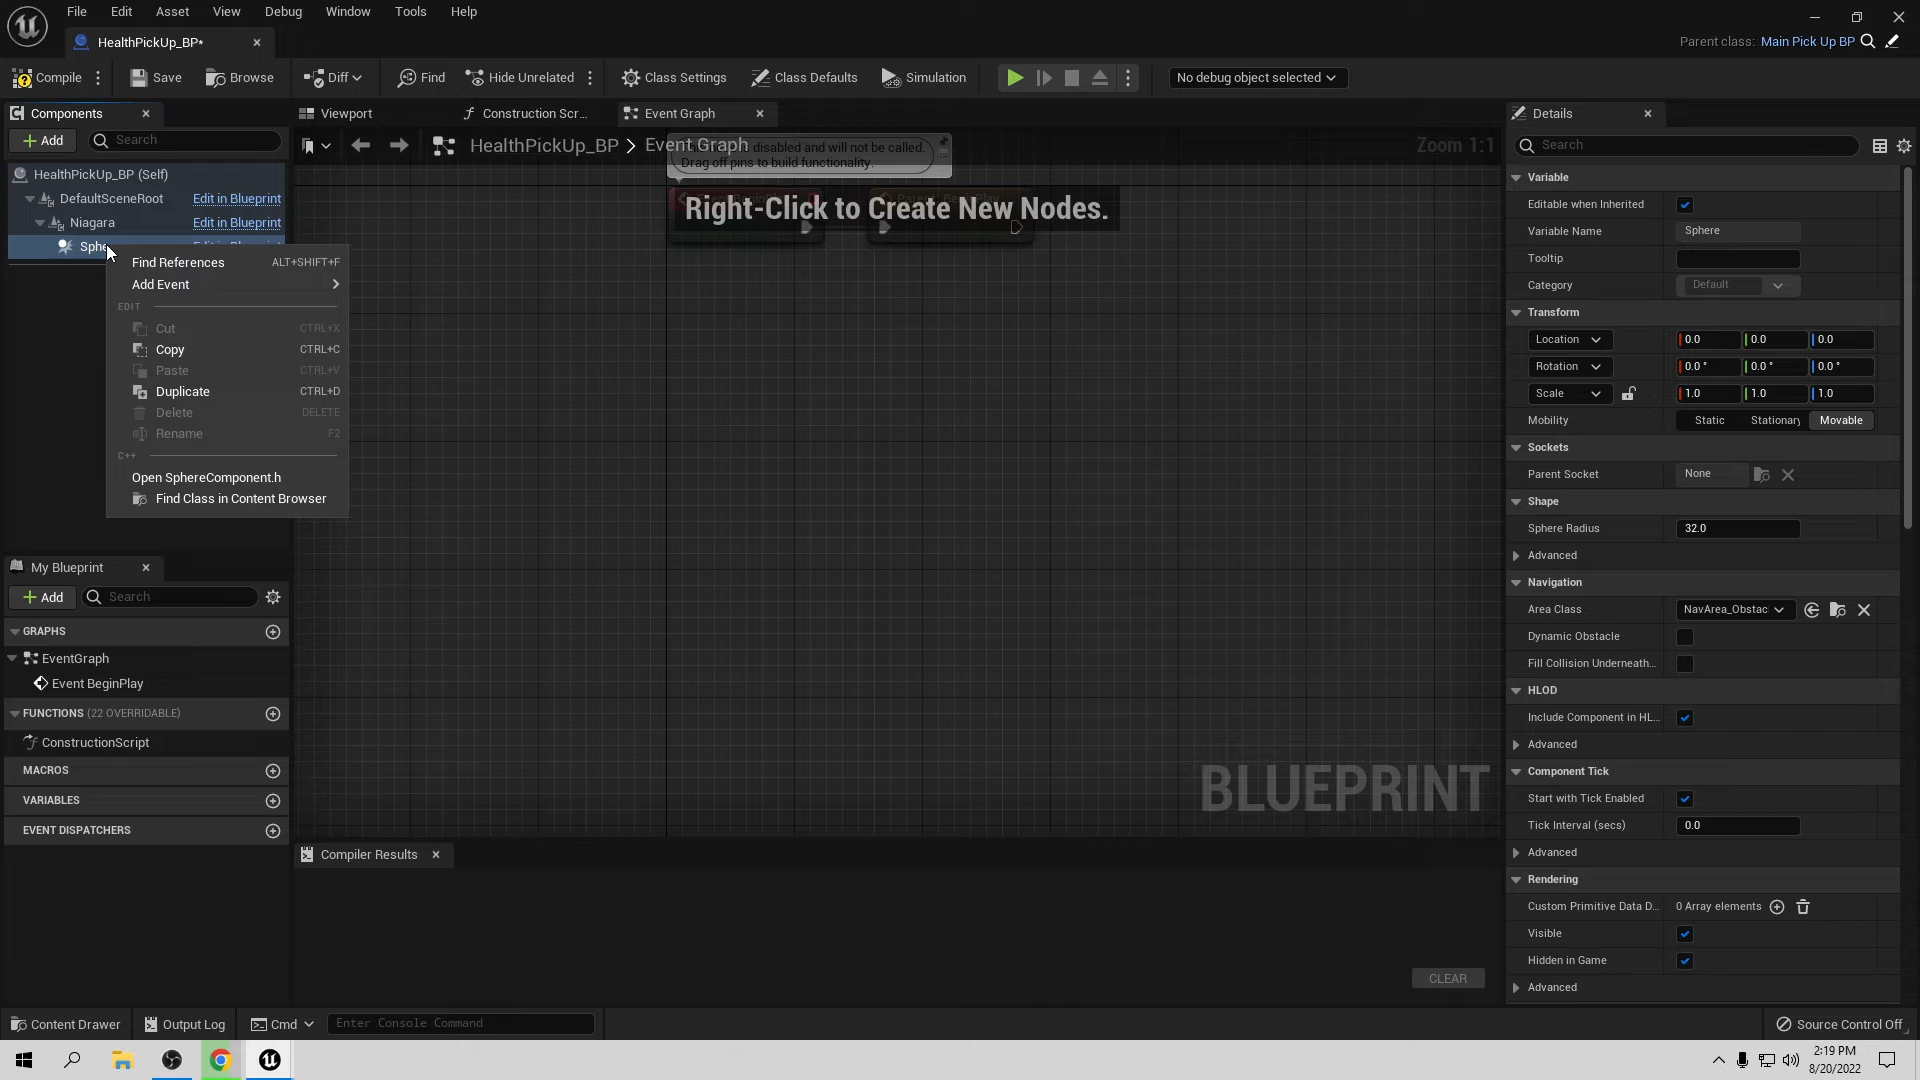 File Edit Asset View Debug Window Tools Help
HealthPickUp_BP*
Parent class: Main Pick Up BP
Compile Save Browse Diff Find Hide Unrelated Class Settings Class Defaults Simulation No debug object selected
Components
Add Search
HealthPickUp_BP (Self)
DefaultSceneRoot Edit in Blueprint
Niagara Edit in Blueprint
Find References ALT+SHIFT+F
Add Event
EDIT
Cut CTRL+X
Copy CTRL+C
Paste CTRL+V
Duplicate CTRL+D
Delete DELETE
Rename F2
C++
Open SphereComponent.h
Find Class in Content Browser
My Blueprint
Add Search
GRAPHS
EventGraph
Event BeginPlay
FUNCTIONS (22 OVERRIDABLE)
ConstructionScript
MACROS
VARIABLES
EVENT DISPATCHERS
Viewport Construction Scr... Event Graph
HealthPickUp_BP > Event Graph Zoom 1:1
disabled and will not be called.
Drag off pins to build functionality.
Right-Click to Create New Nodes.
BLUEPRINT
Compiler Results
CLEAR
Details
Search
Variable
Editable when Inherited
Variable Name Sphere
Tooltip
Category Default
Transform
Location 0.0 0.0 0.0
Rotation 0.0 ° 0.0 ° 0.0 °
Scale 1.0 1.0 1.0
Mobility Static Stationary Movable
Sockets
Parent Socket None
Shape
Sphere Radius 32.0
Advanced
Navigation
Area Class NavArea_Obstac
Dynamic Obstacle
Fill Collision Underneath...
HLOD
Include Component in HL...
Advanced
Component Tick
Start with Tick Enabled
Tick Interval (secs) 0.0
Advanced
Rendering
Custom Primitive Data D... 0 Array elements
Visible
Hidden in Game
Advanced
Content Drawer Output Log Cmd Enter Console Command Source Control Off
2:19 PM
8/20/2022